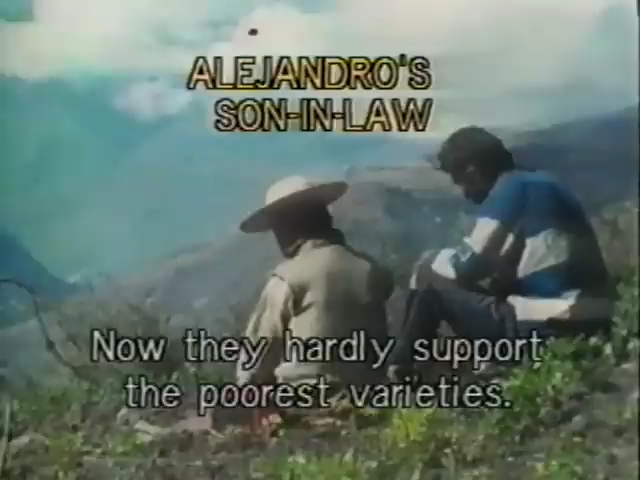 ALEJANDRO'S
SON-IN-LAW
Now they hardly support
the poorest varieties.